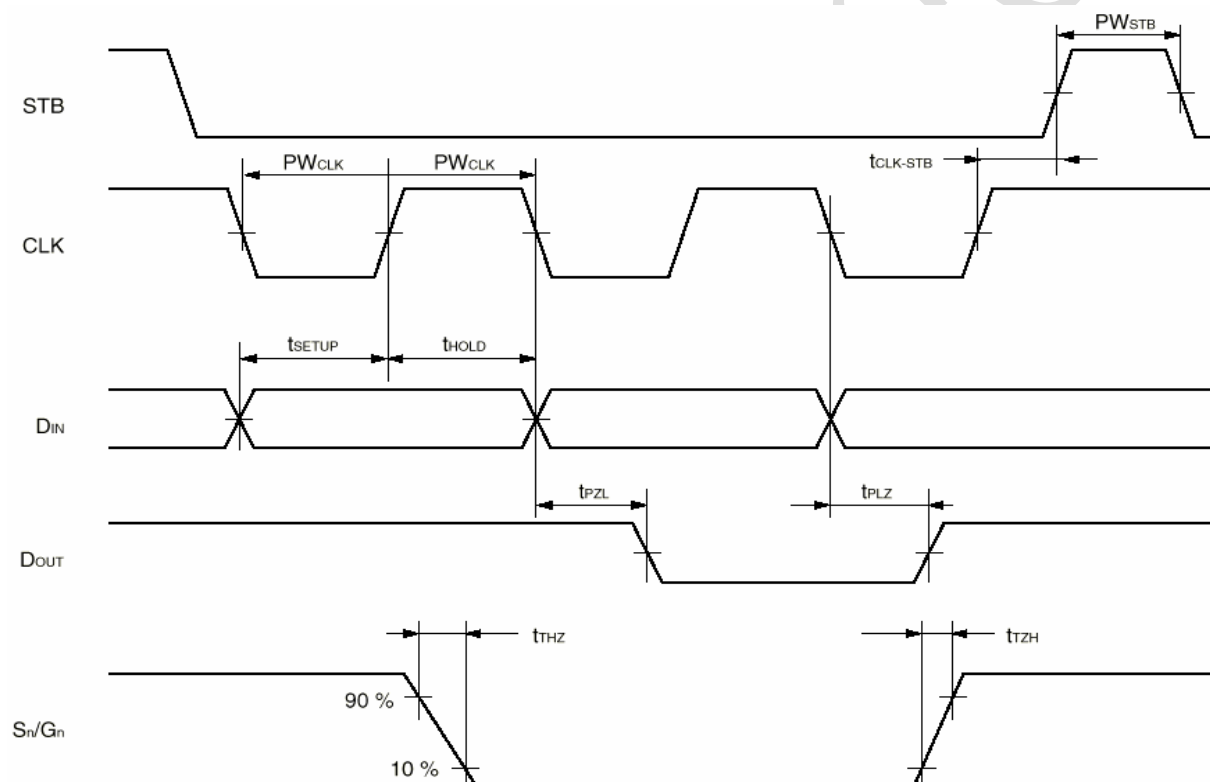 PWSTB
STB
tCLK-STB
PWCLK PWCLK
CLK
tSETUP tHOLD
DIN
tPZL tPLZ
DOUT
tTHZ tTZH
90 %
Sn/Gn
10 %